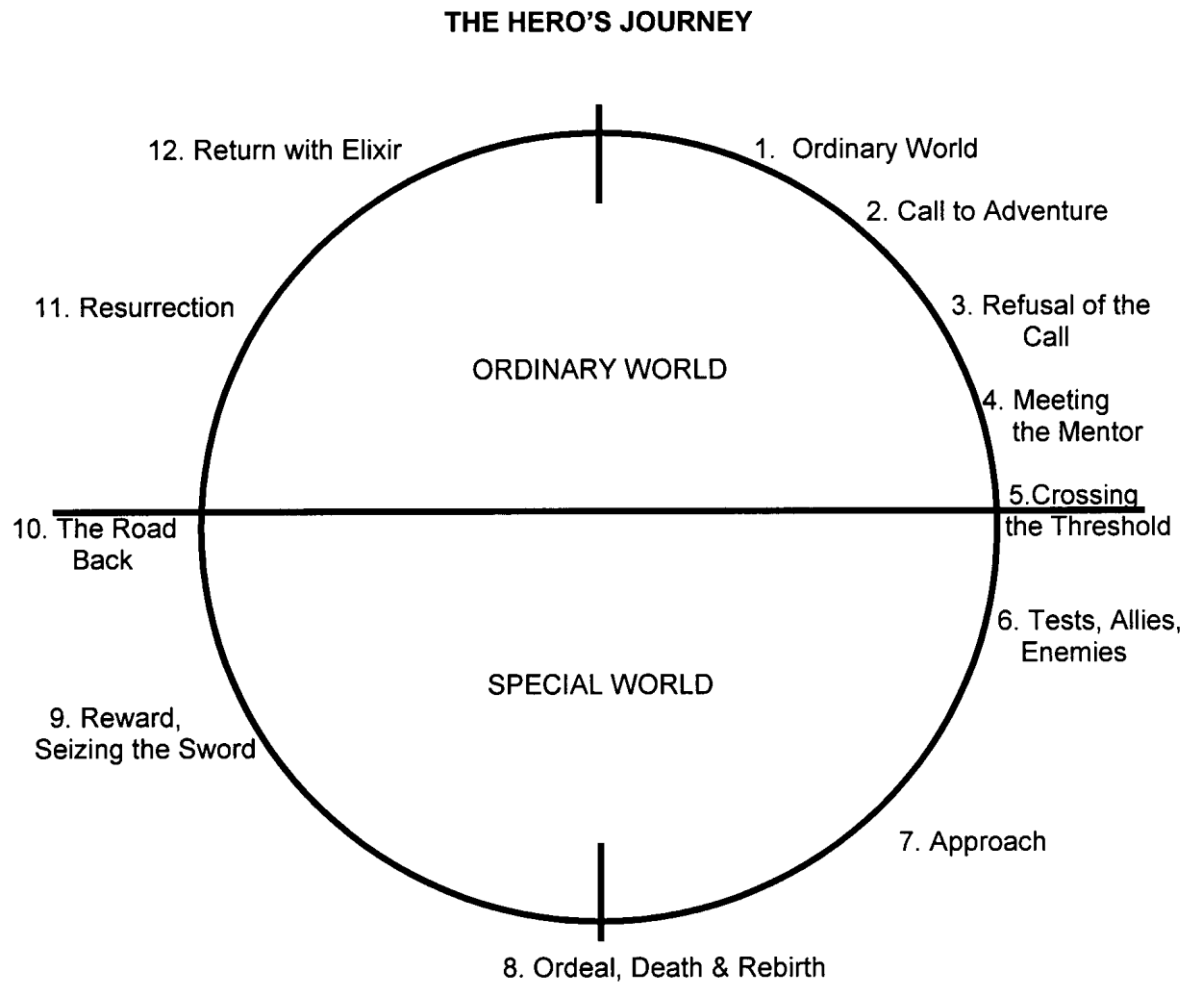 THE HERO'S JOURNEY
12. Return with Elixir
1. Ordinary World
2. Call to Adventure
11. Resurrection
3. Refusal of the
Call
ORDINARY WORLD
4. Meeting
the Mentor
5.Crossing
the Threshold
10. The Road
Back
6. Tests, Allies,
Enemies
SPECIAL WORLD
9. Reward,
Seizing the Sword
7. Approach
8. Ordeal, Death & Rebirth